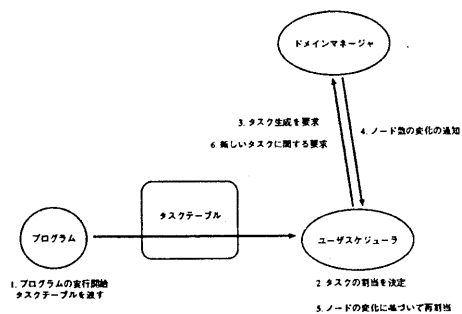 ドメインマネージャ
3. タスク生成を要求
4. ノード数の変化の通知
6. 新しいタスクに関する要求
タスクテーブル
プログラム
ユーザスケジューラ
1. プログラムの実行開始
タスクテーブルを渡す
2 タスクの割当を決定
5. ノードの変化に基づいて再割当